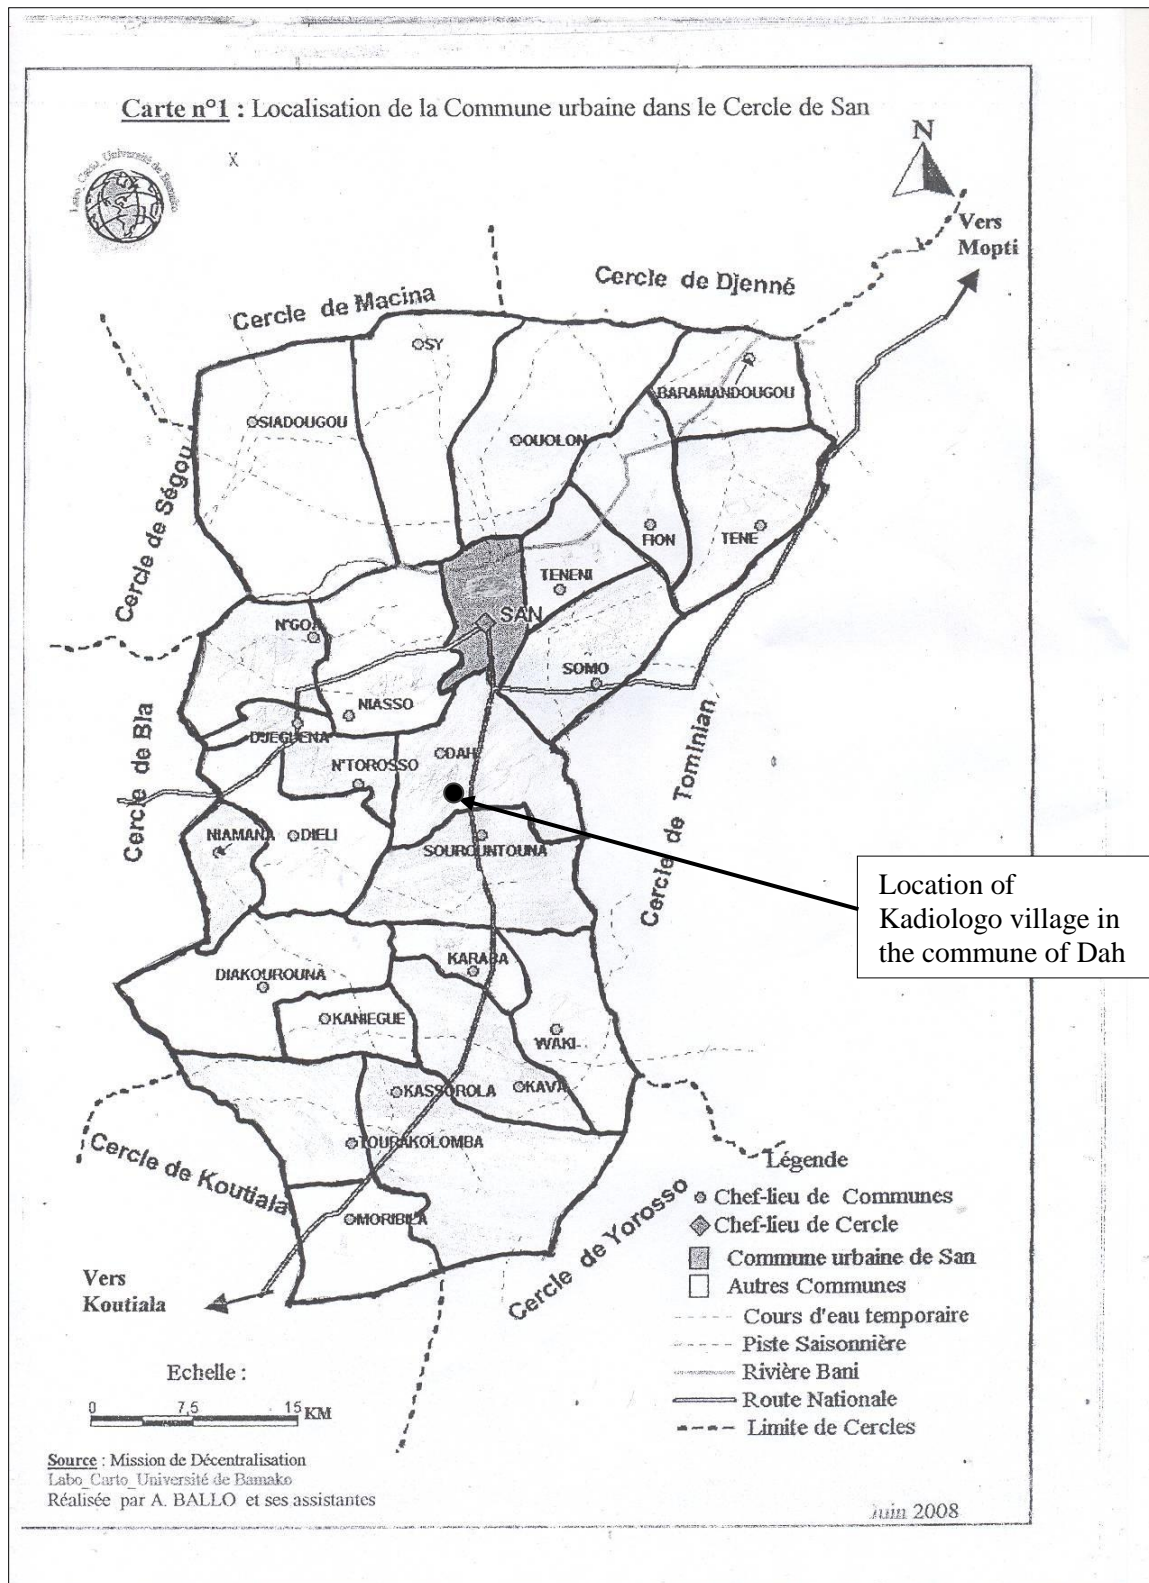 Carte n°1 : Localisation de la Commune urbaine dans le Cercle de San
Labo_Carto_Université de Bamako
X
N
Vers
Mopti
Cercle de Macina
Cercle de Djenné
SY
BARAMANDOUGOU
SIADOUGOU
OUOLON
Cercle de Ségou
FION
TENE
TENENI
SAN
N'GOA
SOMO
NIASSO
DJEGUENA
DAH
Cercle de Bla
N'TOROSSO
Cercle de Tominian
NIAMANA
DIELI
SOUROUNTOUNA
Location of
Kadiologo village in
the commune of Dah
KARABA
DIAKOUROUNA
KANIEGUE
WAKI
KASSOROLA
KAVA
TOURAKOLOMBA
Cercle de Koutiala
MORIBILA
Cercle de Yorosso
Vers
Koutiala
Légende
Chef-lieu de Communes
Chef-lieu de Cercle
Commune urbaine de San
Autres Communes
Cours d'eau temporaire
Piste Saisonnière
Rivière Bani
Route Nationale
Limite de Cercles
Echelle :
0 7,5 15 KM
Source : Mission de Décentralisation
Labo_Carto_Université de Bamako
Réalisée par A. BALLO et ses assistantes
Juin 2008